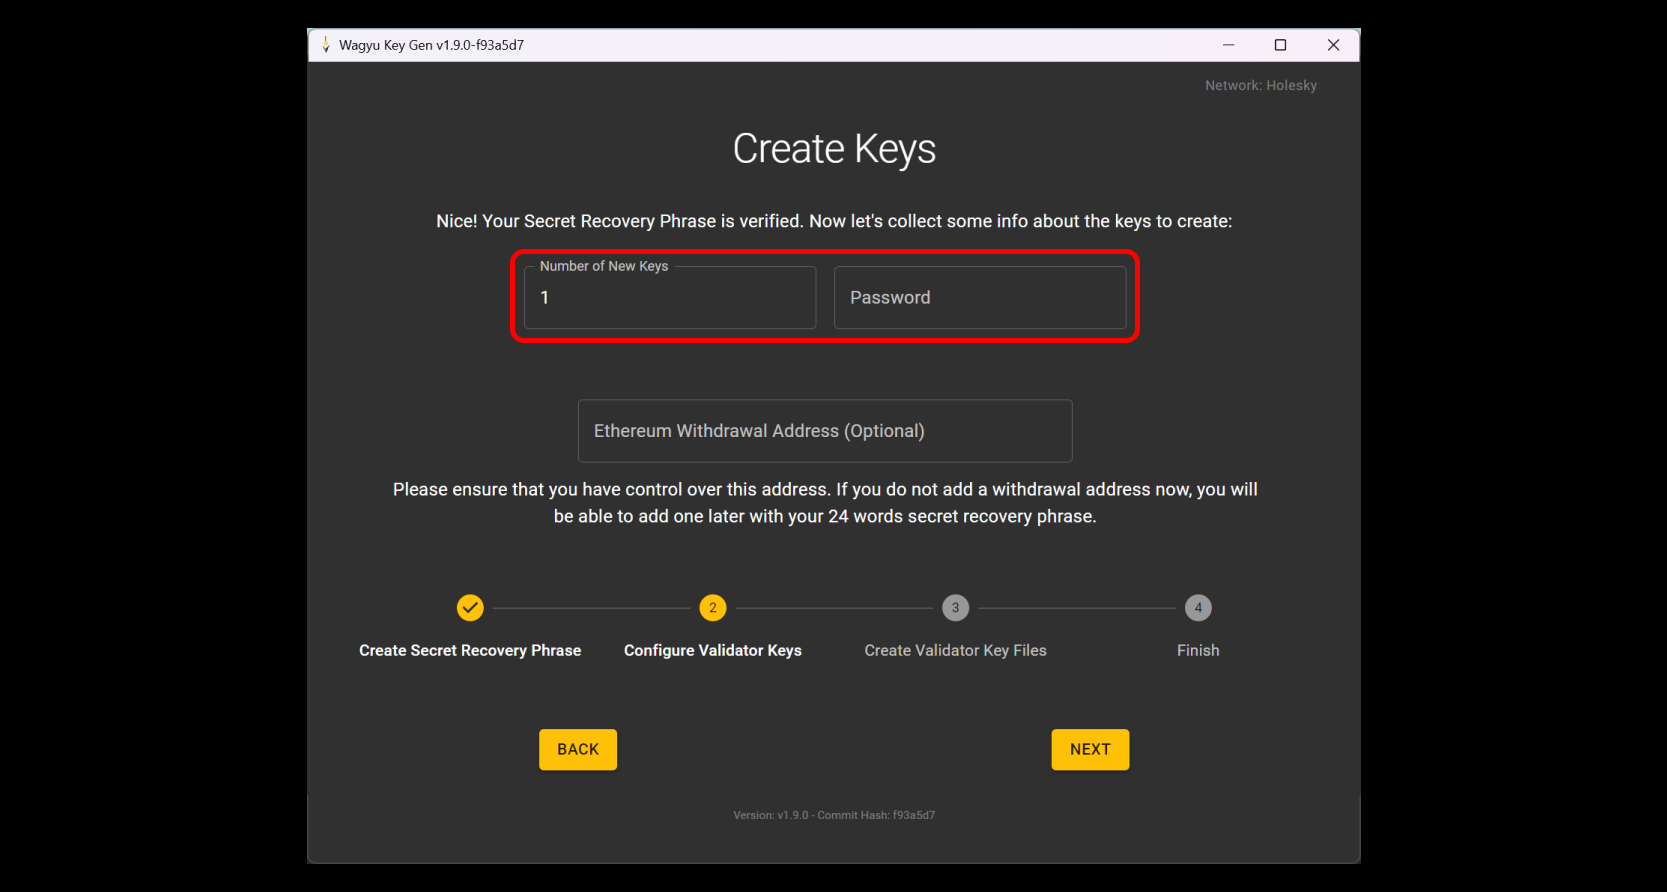 Wagyu Key Gen v1.9.0-f93a5d7
Network: Holesky
Create Keys
Nice! Your Secret Recovery Phrase is verified. Now let's collect some info about the keys to create:
Number of New Keys
1
Password
Ethereum Withdrawal Address (Optional)
Please ensure that you have control over this address. If you do not add a withdrawal address now, you will
be able to add one later with your 24 words secret recovery phrase.
2
3
4
Create Secret Recovery Phrase
Configure Validator Keys
Create Validator Key Files
Finish
BACK
NEXT
Version: v1.9.0 - Commit Hash: f93a5d7